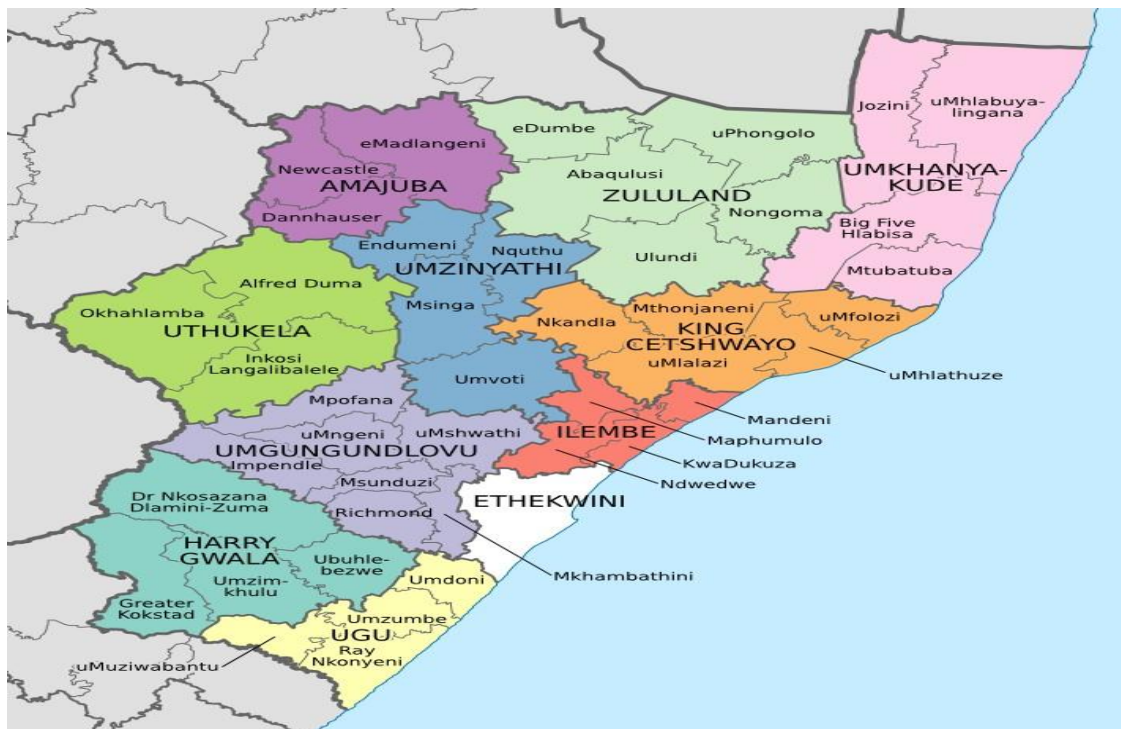 Jozini
uMhlabuya-
lingana
UMKHANYA-
KUDE
Big Five
Hlabisa
Mtubatuba
eDumbe
uPhongolo
Abaqulusi
ZULULAND
Nongoma
Ulundi
eMadlangeni
Newcastle
AMAJUBA
Dannhauser
Endumeni
Nquthu
UMZINYATHI
Msinga
Umvoti
Alfred Duma
Okhahlamba
UTHUKELA
Inkosi
Langalibalele
Mthonjaneni
Nkandla
uMfolozi
KING
CETSHWAYO
uMlalazi
uMhlathuze
Mandeni
ILEMBE
Maphumulo
KwaDukuza
Ndwedwe
Mpofana
uMngeni
uMshwathi
UMGUNGUNDLOVU
Impendle
Msunduzi
Richmond
Mkhambathini
ETHEKWINI
Dr Nkosazana
Dlamini-Zuma
HARRY
GWALA
Ubuhle-
bezwe
Umzim-
khulu
Greater
Kokstad
Umdoni
Umzumbe
UGU
Ray
Nkonyeni
uMuziwabantu